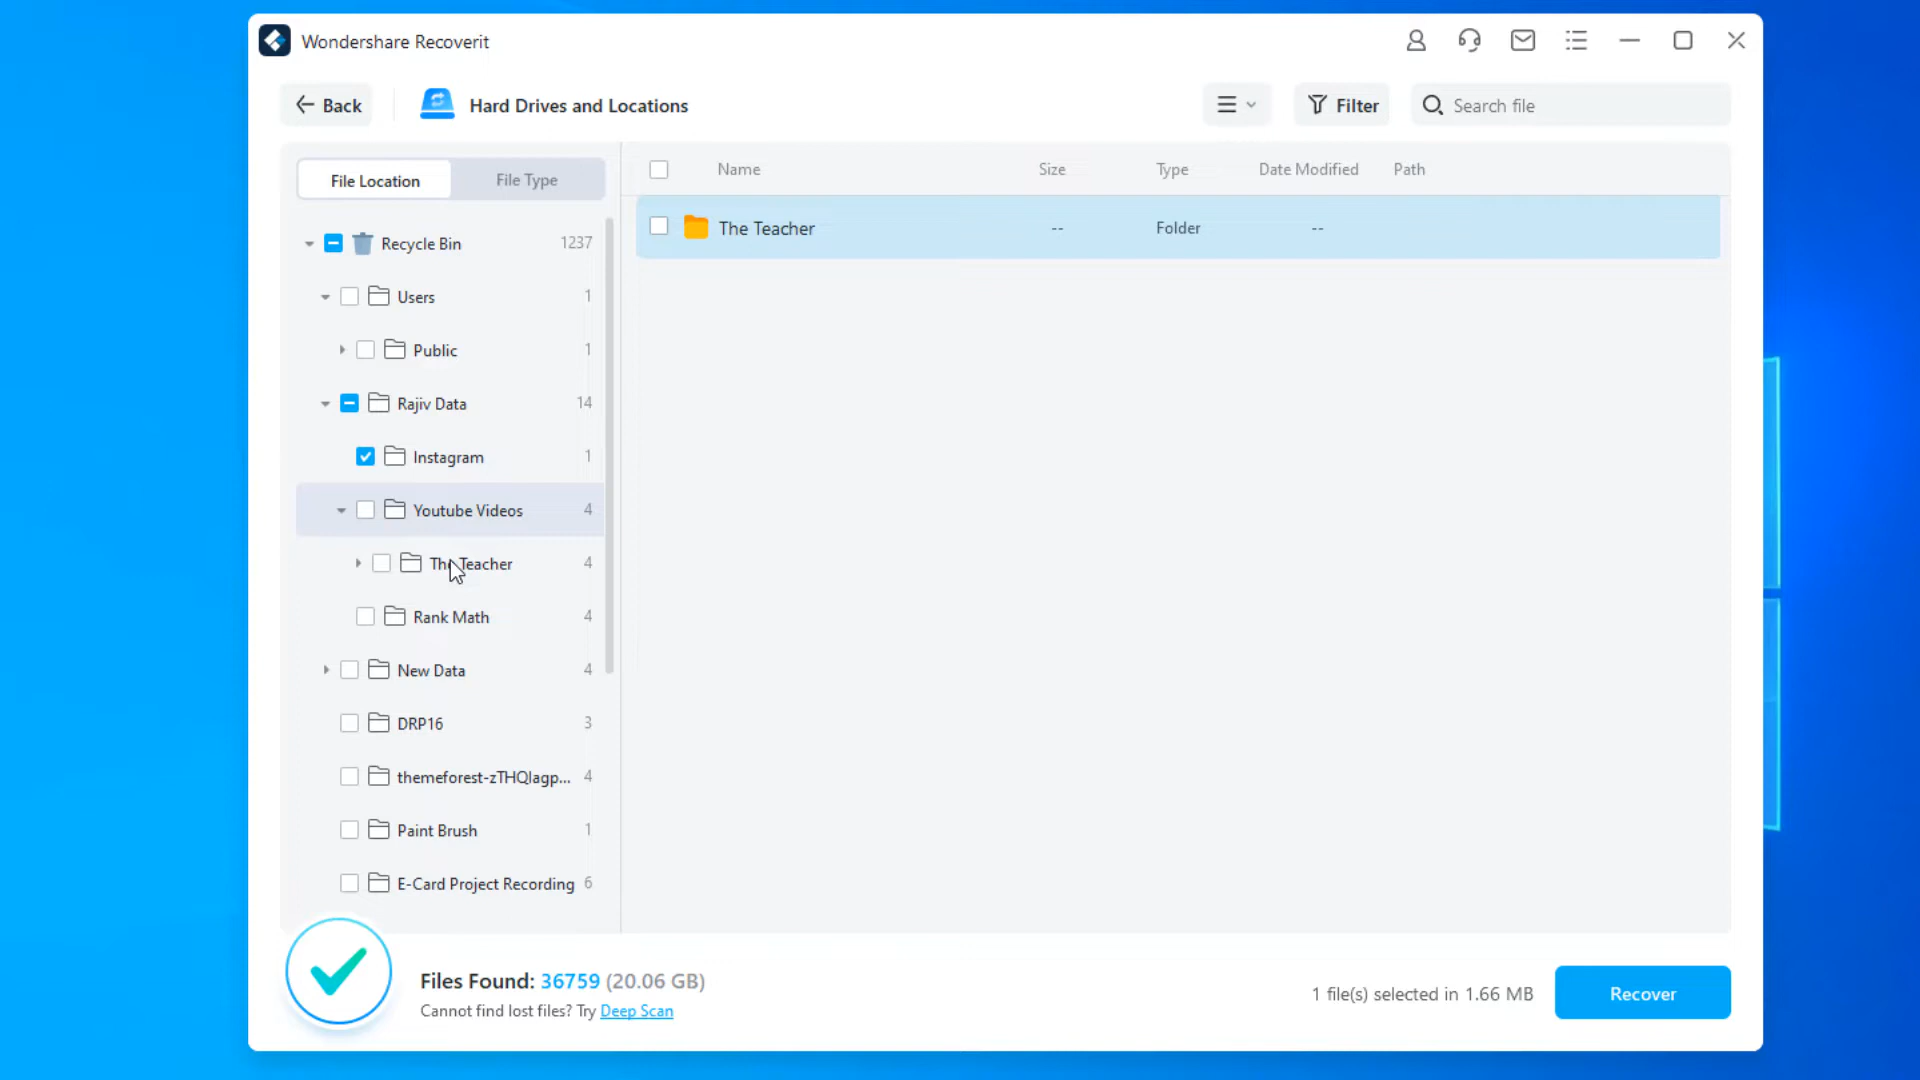 Wondershare Recoverit
Back
Hard Drives and Locations
Filter
Search file
File Location
File Type
Name
Size
Type
Date Modified
Path
Recycle Bin 1237
The Teacher -- Folder --
Users 1
Public 1
Rajiv Data 14
Instagram 1
Youtube Videos 4
The Teacher 4
Rank Math 4
New Data 4
DRP16 3
themeforest-zTHQlagp... 4
Paint Brush 1
E-Card Project Recording 6
Files Found: 36759 (20.06 GB)
Cannot find lost files? Try Deep Scan
1 file(s) selected in 1.66 MB
Recover